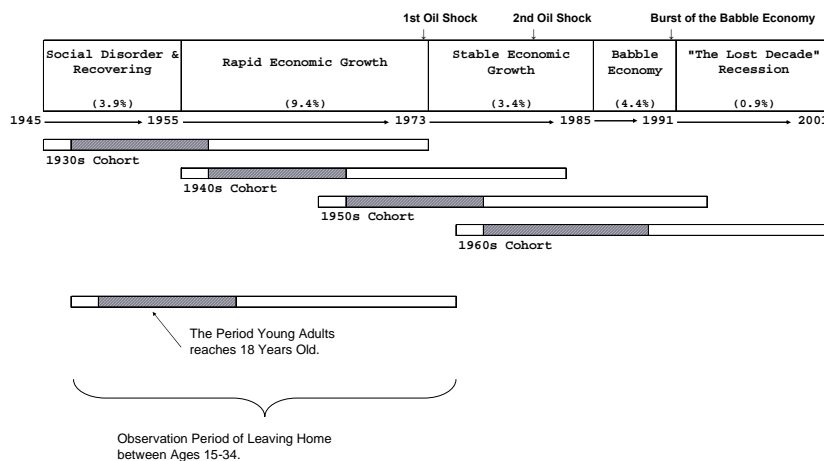 1st Oil Shock 2nd Oil Shock Burst of the Babble Economy
Social Disorder & Recovering (3.9%)
Rapid Economic Growth (9.4%)
Stable Economic Growth (3.4%)
Babble Economy (4.4%)
"The Lost Decade" Recession (0.9%)
1945 1955 1973 1985 1991 2001
1930s Cohort
1940s Cohort
1950s Cohort
1960s Cohort
The Period Young Adults
reaches 18 Years Old.
Observation Period of Leaving Home
between Ages 15-34.